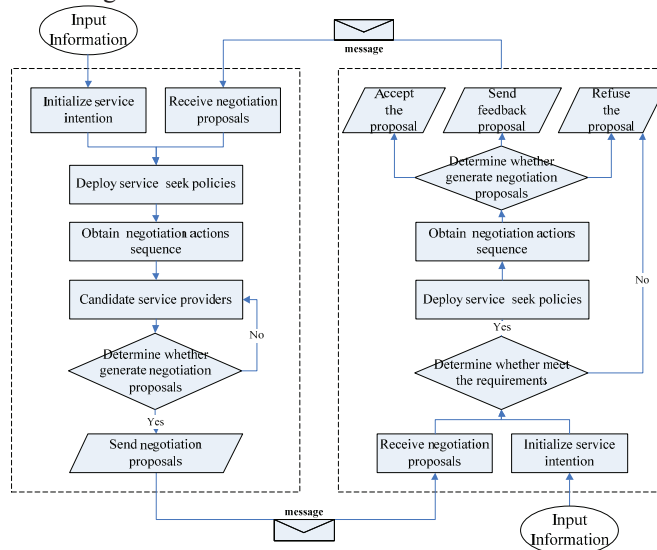 Input
Information
message
Initialize service
intention
Receive negotiation
proposals
Deploy service seek policies
Obtain negotiation actions
sequence
Candidate service providers
No
Determine whether
generate negotiation
proposals
Yes
Send negotiation
proposals
message
Accept
the
proposal
Send
feedback
proposal
Refuse
the
proposal
Determine whether
generate negotiation
proposals
Obtain negotiation actions
sequence
No
Deploy service seek policies
Yes
Determine whether meet
the requirements
Receive negotiation
proposals
Initialize service
intention
Input
Information